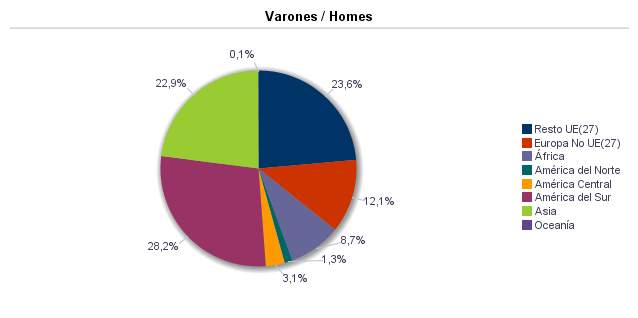 Varones / Homes
0,1%
22,9%
23,6%
12,1%
8,7%
1,3%
3,1%
28,2%
Resto UE(27)
Europa No UE(27)
África
América del Norte
América Central
América del Sur
Asia
Oceanía